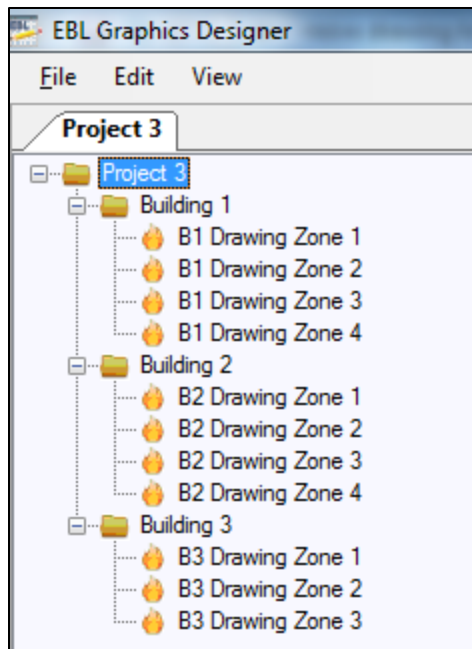 EBL Graphics Designer
File Edit View
Project 3
Project 3
Building 1
B1 Drawing Zone 1
B1 Drawing Zone 2
B1 Drawing Zone 3
B1 Drawing Zone 4
Building 2
B2 Drawing Zone 1
B2 Drawing Zone 2
B2 Drawing Zone 3
B2 Drawing Zone 4
Building 3
B3 Drawing Zone 1
B3 Drawing Zone 2
B3 Drawing Zone 3